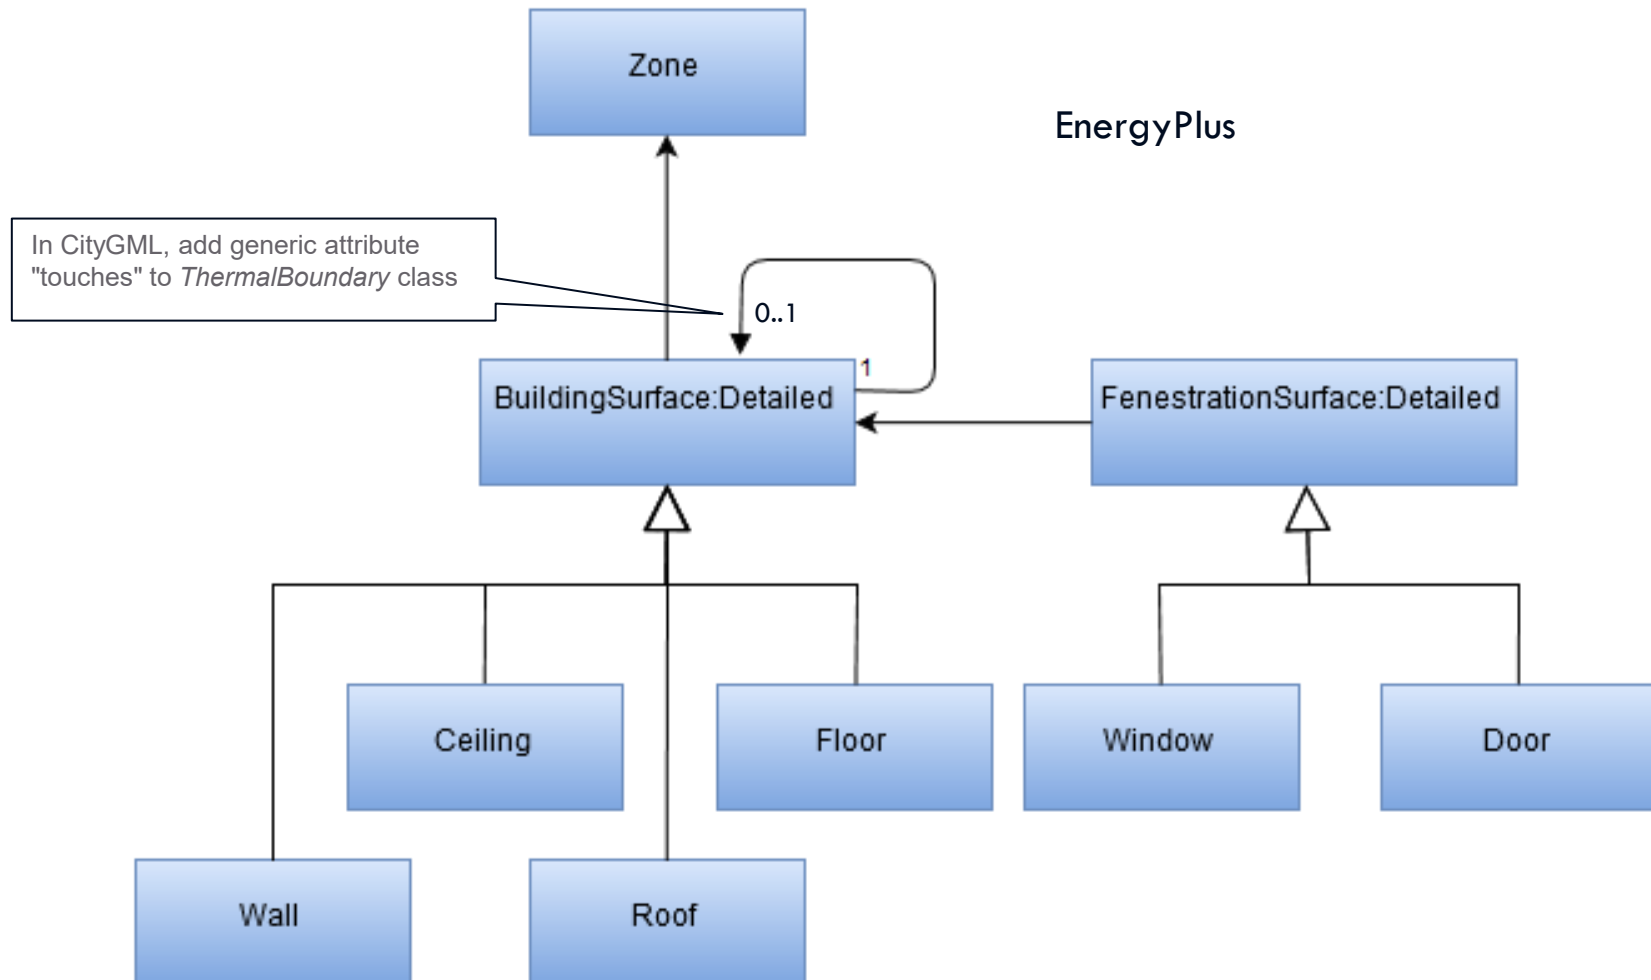 Zone
EnergyPlus
In CityGML, add generic attribute
"touches" to ThermalBoundary class
0..1
1
BuildingSurface:Detailed
FenestrationSurface:Detailed
Ceiling
Floor
Window
Door
Wall
Roof